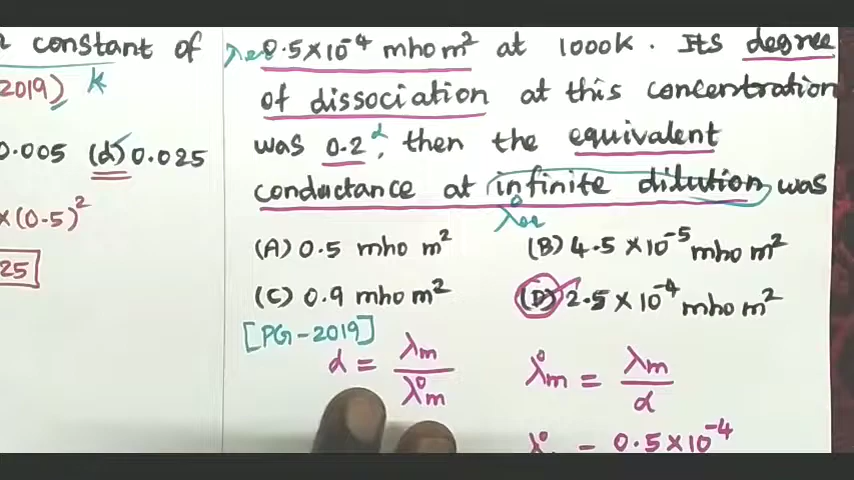 constant of
2019) k
0.005 (d) 0.025
×(0.5)²
25
λeq 0.5×10⁻⁴ mho m² at 1000k. Its degree
of dissociation at this concentration
was 0.2 α, then the equivalent
conductance at infinite dilution was
(A) 0.5 mho m² (B) 4.5 × 10⁻⁵ mho m²
(C) 0.9 mho m² (D) 2.5 × 10⁻⁴ mho m²
[PG-2019]
α = λm / λ°m λ°m = λm / α
= 0.5×10⁻⁴